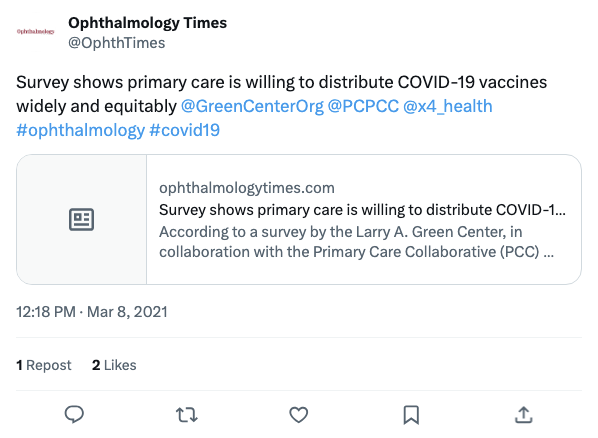 Ophthalmology
Ophthalmology Times
@OphthTimes
Survey shows primary care is willing to distribute COVID-19 vaccines
widely and equitably @GreenCenterOrg @PCPCC @x4_health
#ophthalmology #covid19
ophthalmologytimes.com
Survey shows primary care is willing to distribute COVID-1...
According to a survey by the Larry A. Green Center, in
collaboration with the Primary Care Collaborative (PCC) ...
12:18 PM · Mar 8, 2021
1 Repost 2 Likes